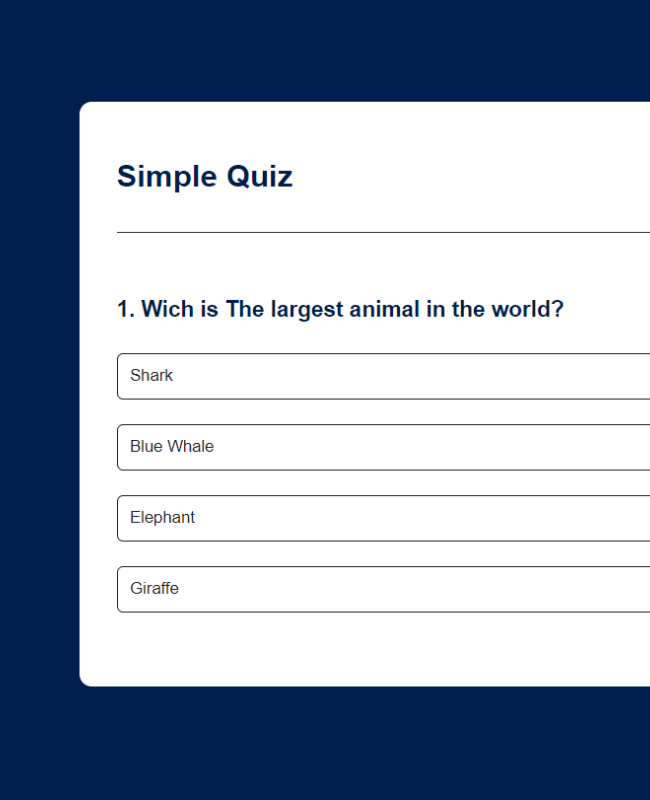 Simple Quiz
1. Wich is The largest animal in the world?
Shark
Blue Whale
Elephant
Giraffe